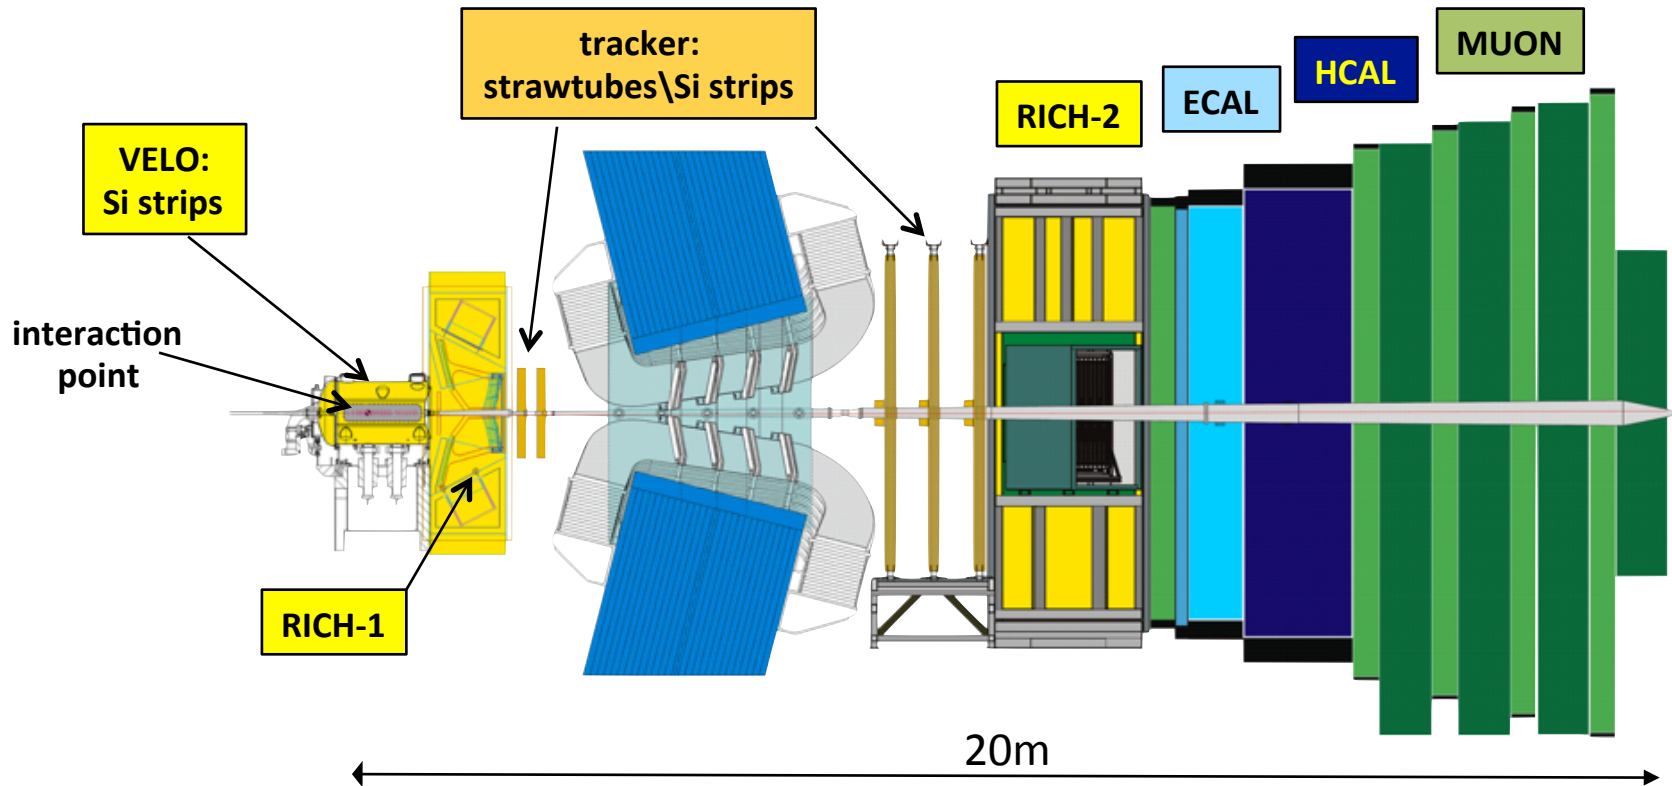 tracker:
strawtubes\Si strips
MUON
HCAL
ECAL
RICH-2
VELO:
Si strips
interaction
point
RICH-1
20m